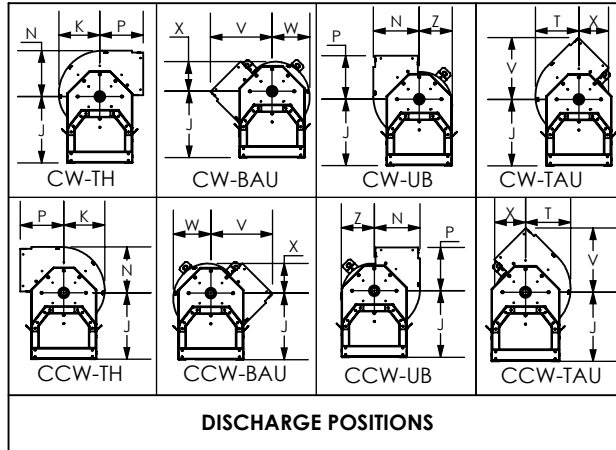 K P
N
J
CW-TH
V W
X
J
CW-BAU
N Z
P
J
CW-UB
T X
V
J
CW-TAU
P K
N
J
CCW-TH
W V
X
J
CCW-BAU
Z N
P
J
CCW-UB
X T
V
J
CCW-TAU
DISCHARGE POSITIONS